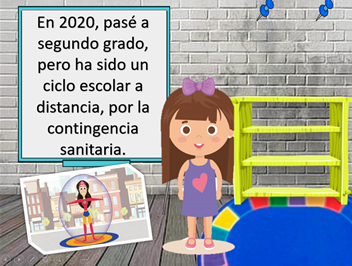 En 2020, pasé a
segundo grado,
pero ha sido un
ciclo escolar a
distancia, por la
contingencia
sanitaria.